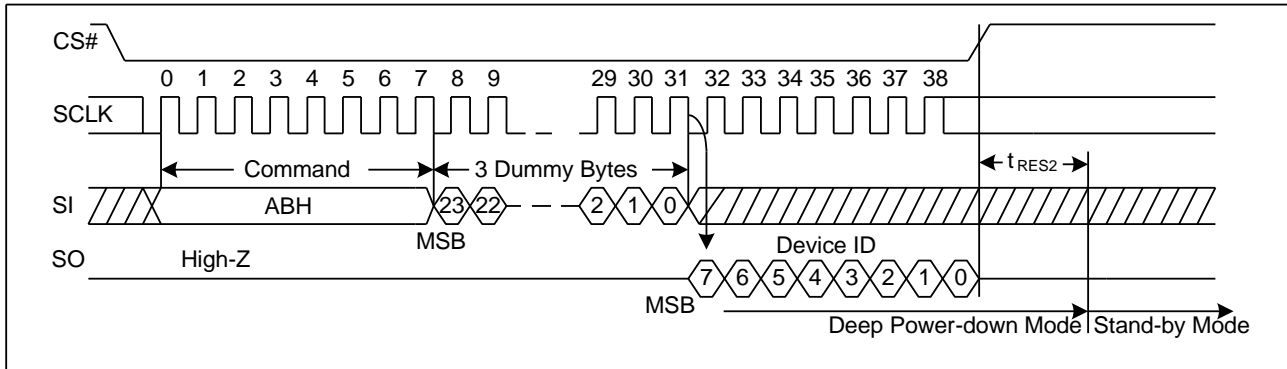 CS#
0 1 2 3 4 5 6 7 8 9 29 30 31 32 33 34 35 36 37 38
SCLK
Command 3 Dummy Bytes tRES2
SI ABH 23 22 2 1 0
MSB Device ID
SO High-Z
7 6 5 4 3 2 1 0
MSB
Deep Power-down Mode Stand-by Mode